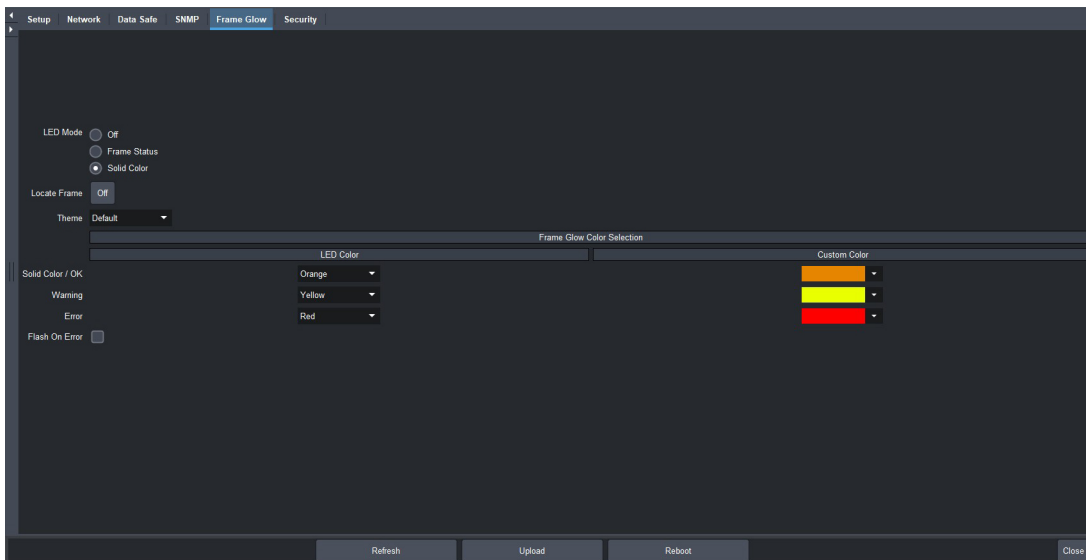 Setup Network Data Safe SNMP Frame Glow Security
LED Mode Off
Frame Status
Solid Color
Locate Frame Off
Theme Default
Frame Glow Color Selection
LED Color Custom Color
Solid Color / OK Orange
Warning Yellow
Error Red
Flash On Error
Refresh Upload Reboot Close